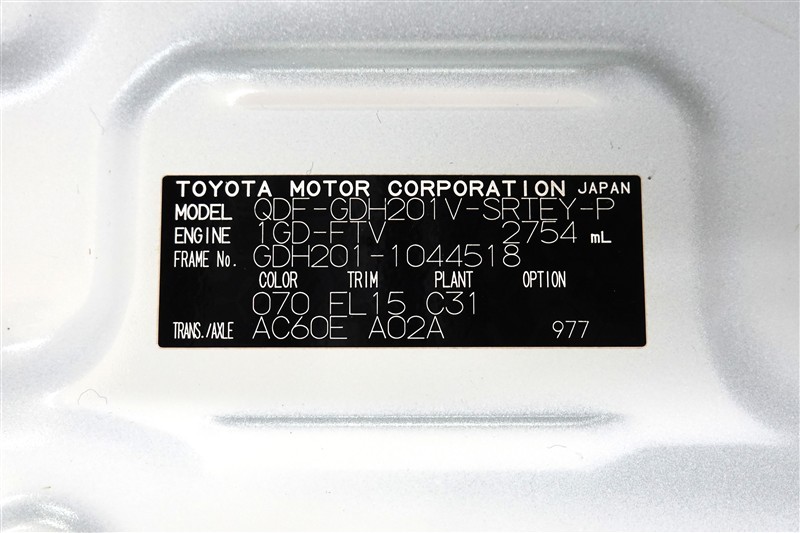 TOYOTA MOTOR CORPORATION JAPAN
MODEL QDF-GDH201V-SRTEY-P
ENGINE 1GD-FTV 2754 mL
FRAME No. GDH201-1044518
COLOR TRIM PLANT OPTION
070 FL15 C31
TRANS./AXLE AC60E A02A 977